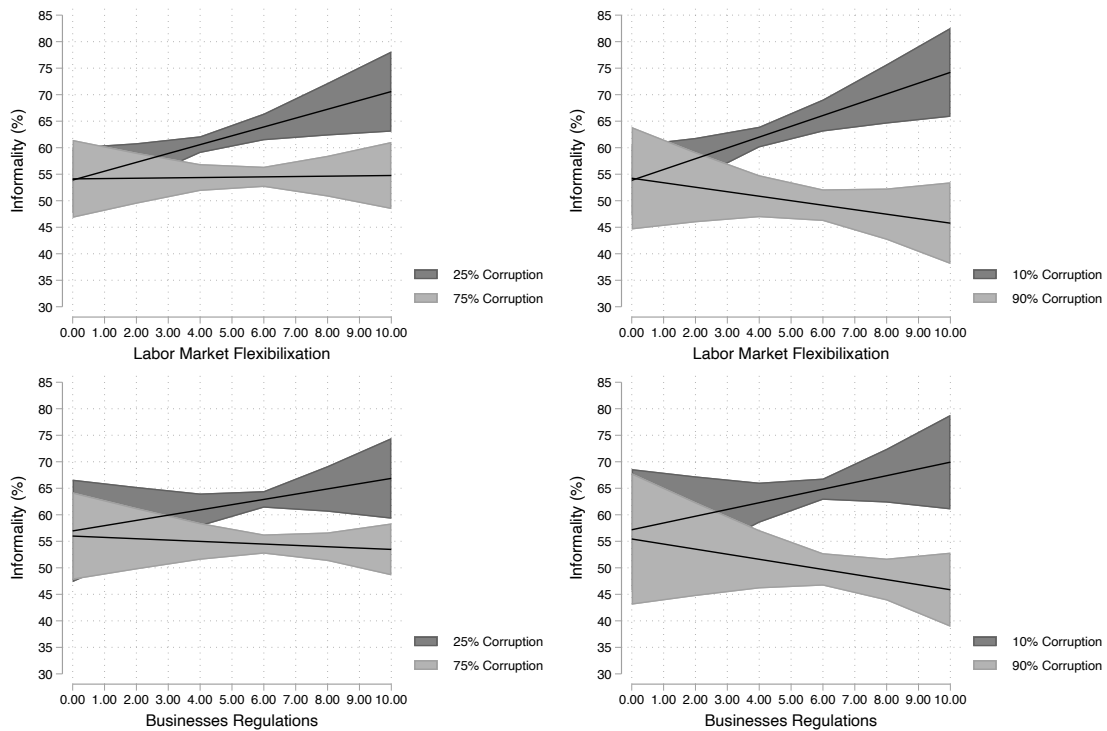 85
80
75
70
65
60
55
50
45
40
35
30
Informality (%)
0.00 1.00 2.00 3.00 4.00 5.00 6.00 7.00 8.00 9.00 10.00
Labor Market Flexibilixation
25% Corruption
75% Corruption
85
80
75
70
65
60
55
50
45
40
35
30
Informality (%)
0.00 1.00 2.00 3.00 4.00 5.00 6.00 7.00 8.00 9.00 10.00
Labor Market Flexibilixation
10% Corruption
90% Corruption
85
80
75
70
65
60
55
50
45
40
35
30
Informality (%)
0.00 1.00 2.00 3.00 4.00 5.00 6.00 7.00 8.00 9.00 10.00
Businesses Regulations
25% Corruption
75% Corruption
85
80
75
70
65
60
55
50
45
40
35
30
Informality (%)
0.00 1.00 2.00 3.00 4.00 5.00 6.00 7.00 8.00 9.00 10.00
Businesses Regulations
10% Corruption
90% Corruption